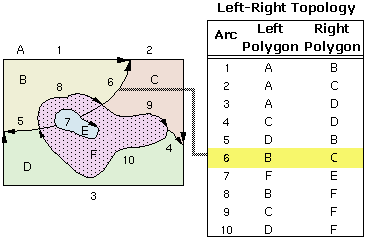 Left-Right Topology
Arc Left Polygon Right Polygon
1 A B
2 A C
3 A D
4 C D
5 D B
6 B C
7 F E
8 B F
9 C F
10 D F
A 1 2
B 8 6 C
9
5 7 E
F 10 4
D
3